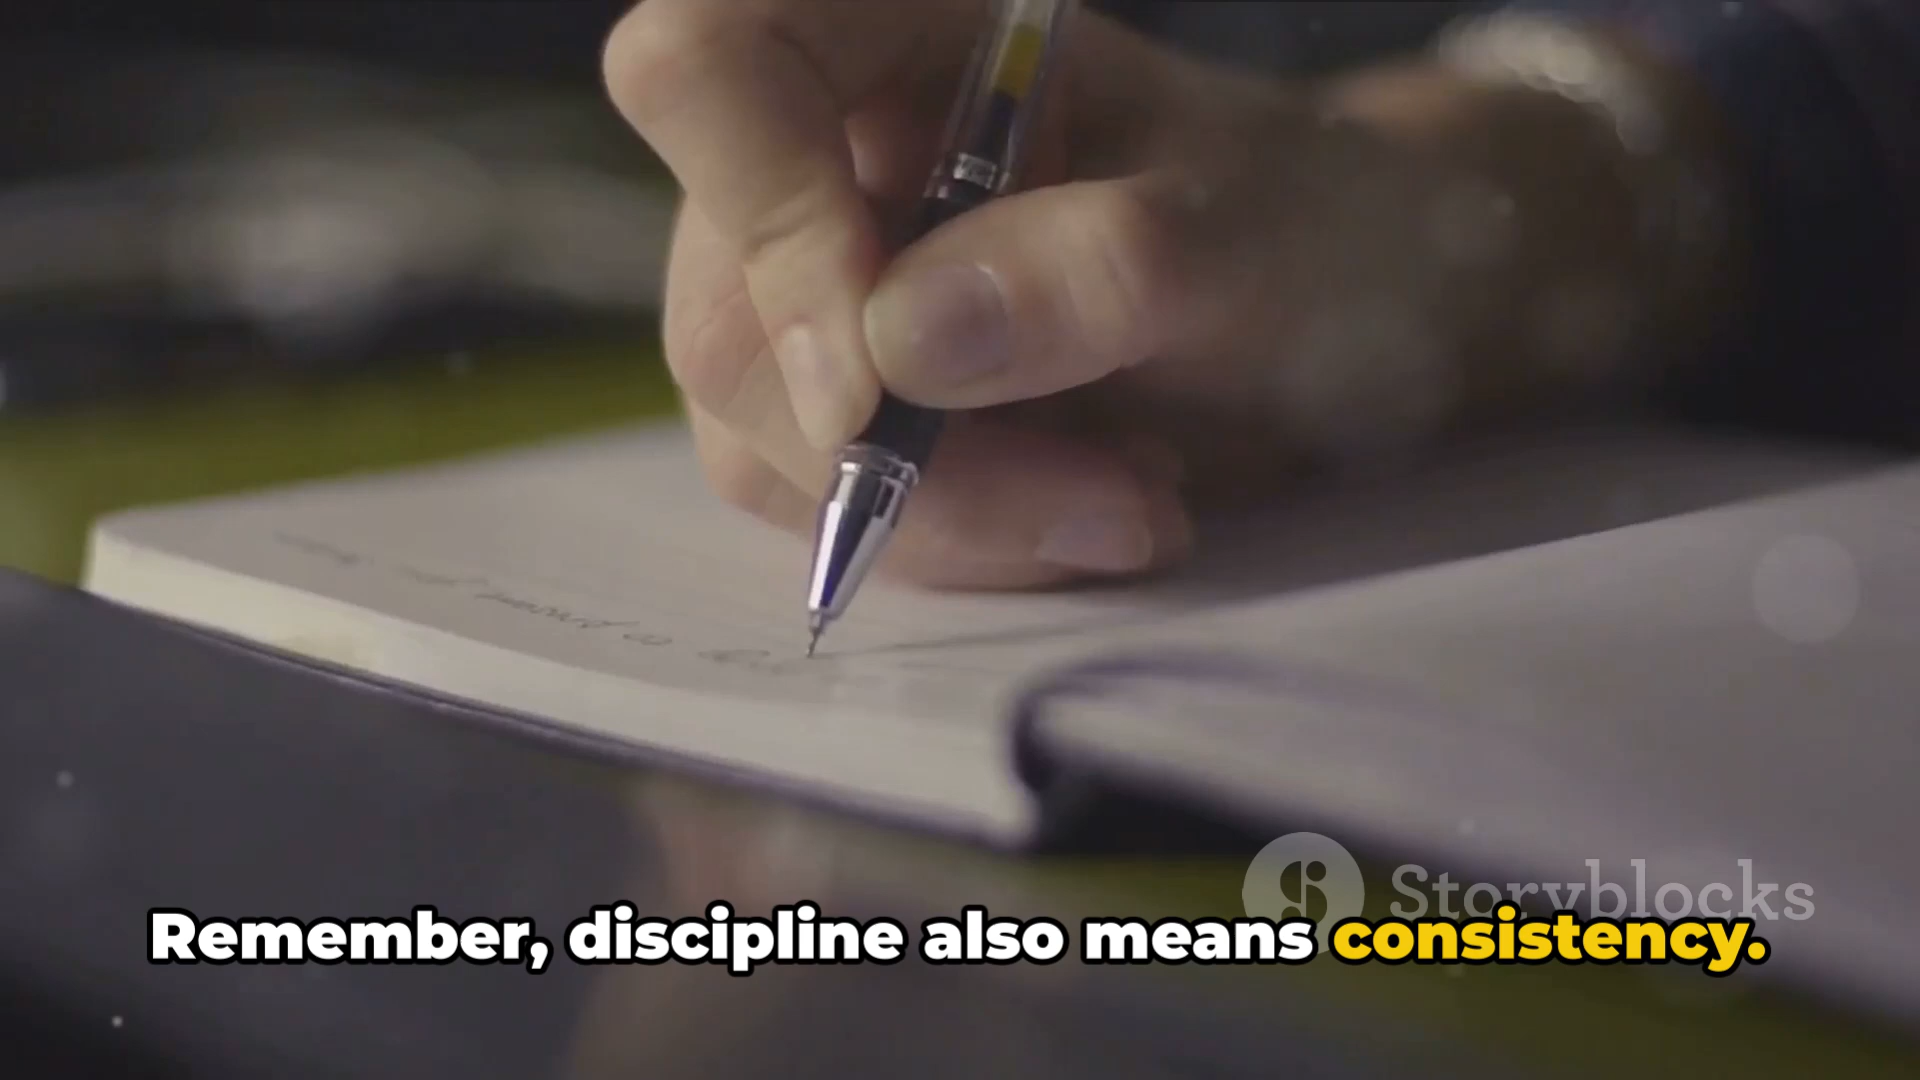 Storyblocks
Remember, discipline also means consistency.